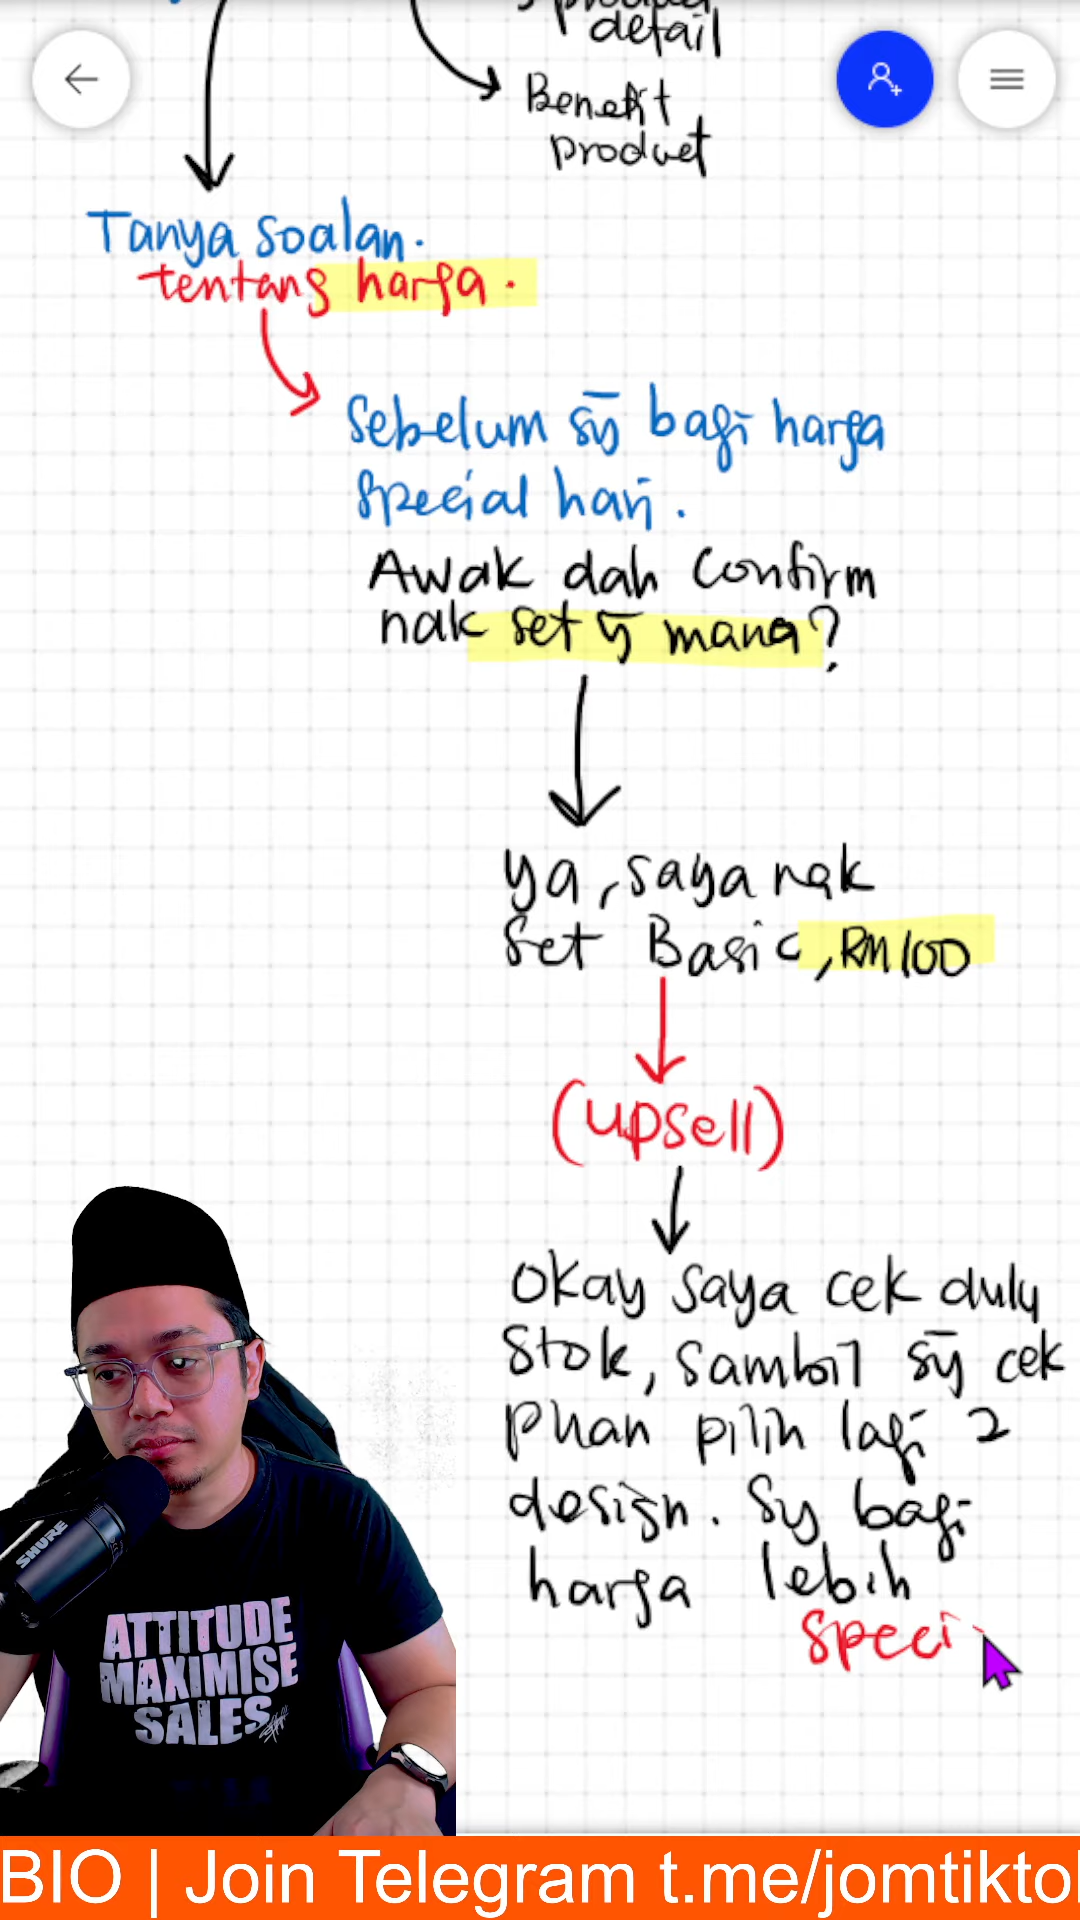 detail
Benefit
product
Tanya soalan.
tentang harga.
Sebelum sy bagi harga
special hari.
Awak dah confirm
nak set yg mana?
ya, saya nak
Set Basic, RM100
(upsell)
Okay saya cek dulu
Stok, sambil sy cek
Puan pilih lagi 2
design. Sy bagi
harga lebih
speci
SHURE
ATTITUDE
MAXIMISE
SALES
BIO | Join Telegram t.me/jomtiktok